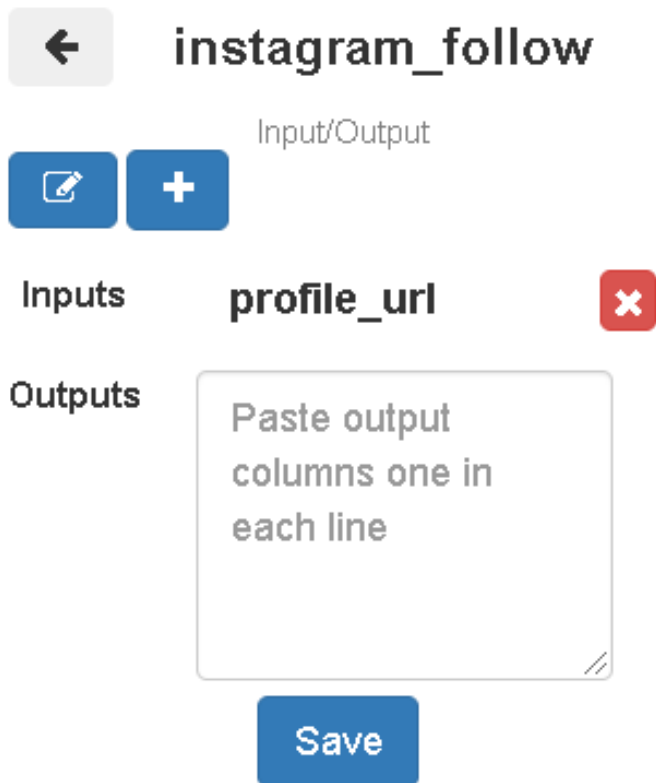 instagram_follow
Input/Output
Inputs profile_url
Outputs
Paste output
columns one in
each line
Save